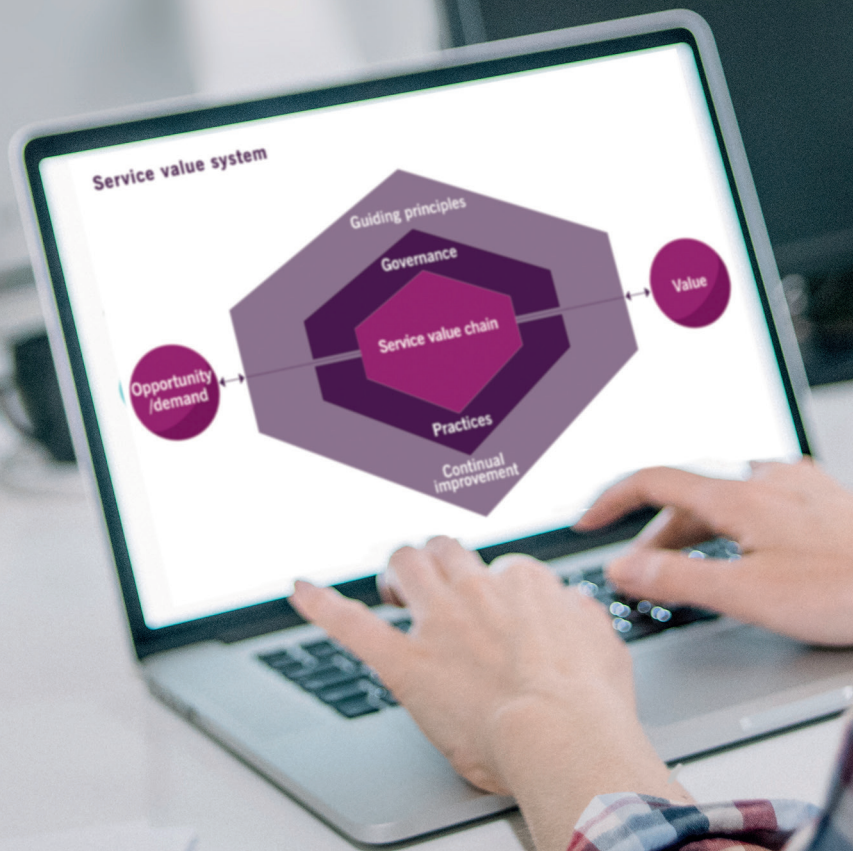 Service value system
Guiding principles
Governance
Service value chain
Practices
Continual
improvement
Opportunity
/demand
Value